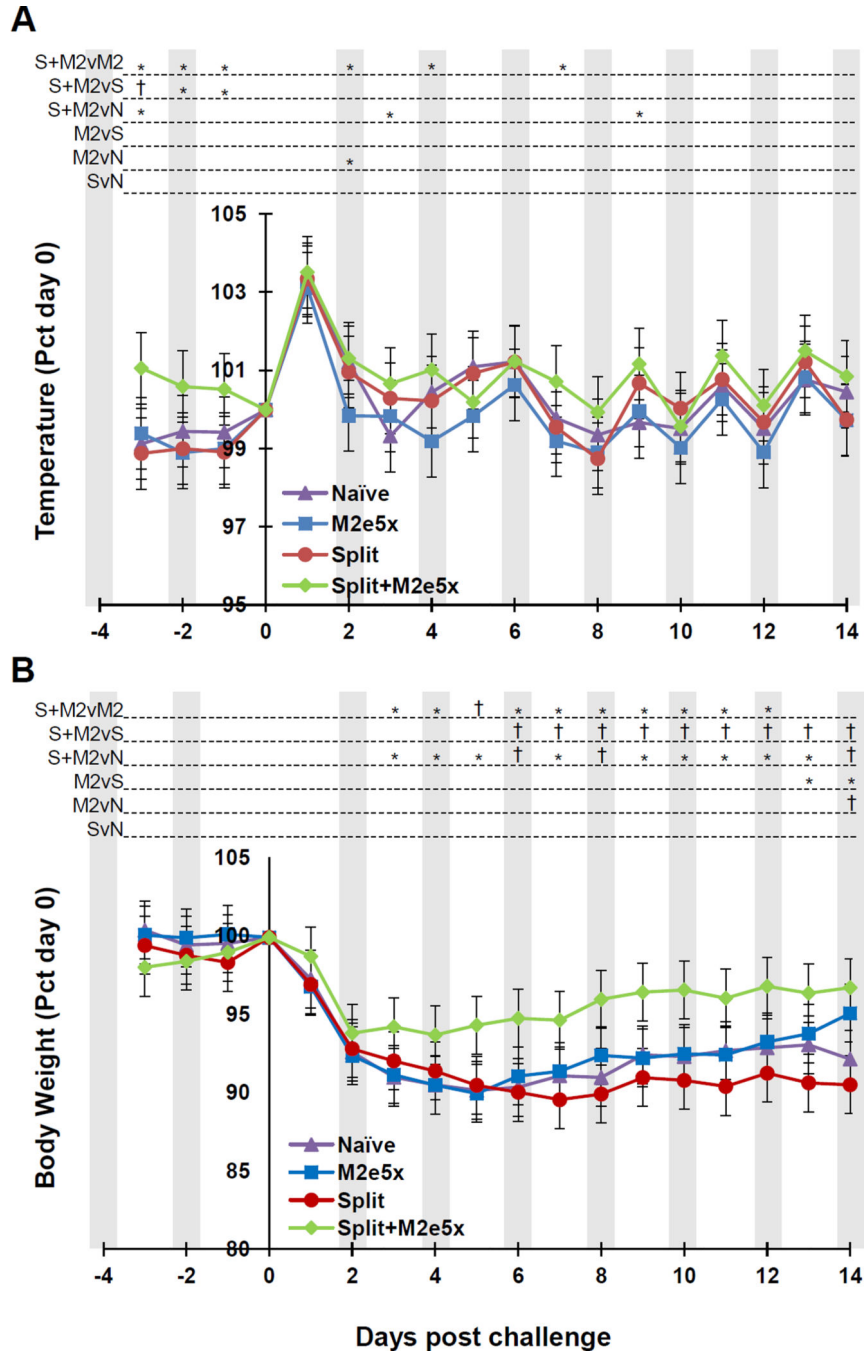 A
S+M2vM2 * * * * * *
S+M2vS † * *
S+M2vN * * *
M2vS
M2vN *
SvN
Temperature (Pct day 0)
105
103
101
99
97
95
Naïve
M2e5x
Split
Split+M2e5x
-4 -2 0 2 4 6 8 10 12 14
B
S+M2vM2 * * † * * * * * * *
S+M2vS † † † † † † † † †
S+M2vN * * * † * † * * * * * †
M2vS * *
M2vN †
SvN
Body Weight (Pct day 0)
105
100
95
90
85
80
Naïve
M2e5x
Split
Split+M2e5x
-4 -2 0 2 4 6 8 10 12 14
Days post challenge